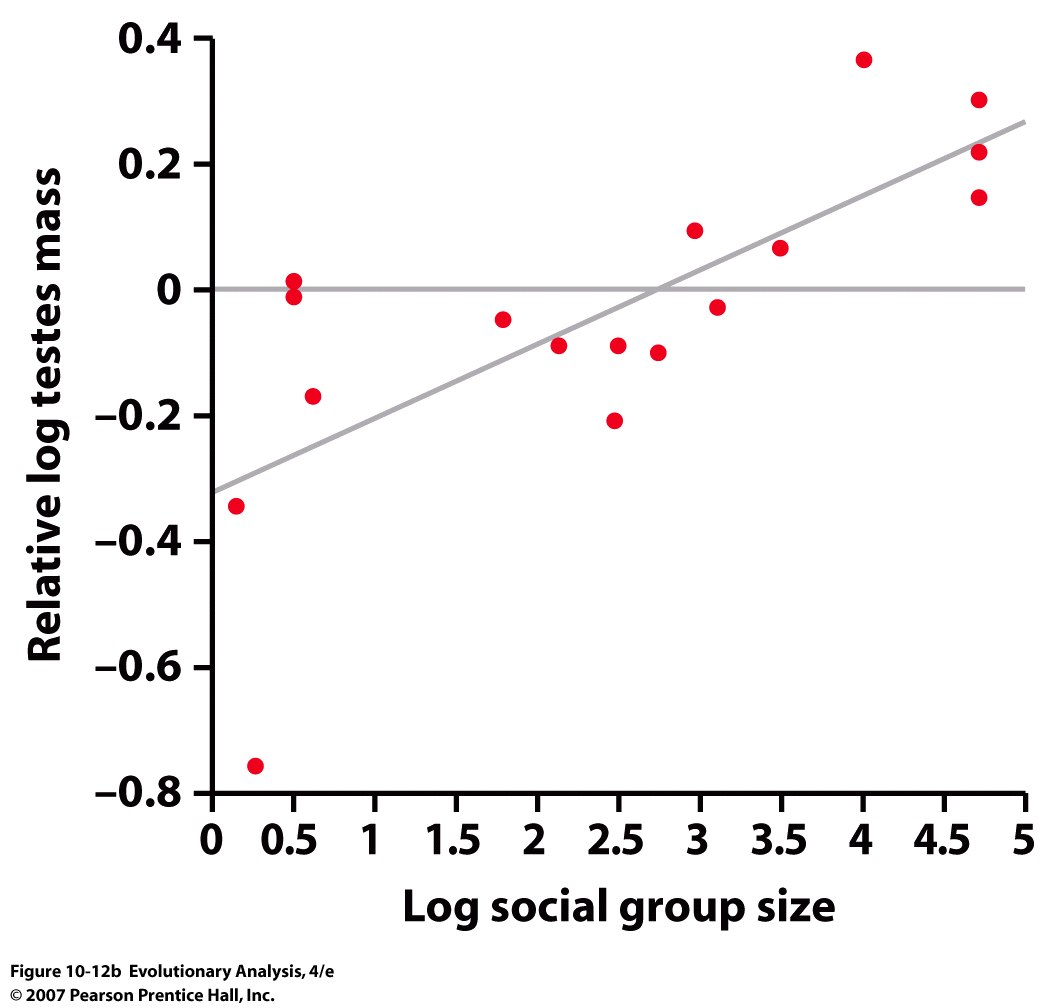 0.4
0.2
0
–0.2
–0.4
–0.6
–0.8
Relative log testes mass
0 0.5 1 1.5 2 2.5 3 3.5 4 4.5 5
Log social group size
Figure 10-12b Evolutionary Analysis, 4/e
© 2007 Pearson Prentice Hall, Inc.